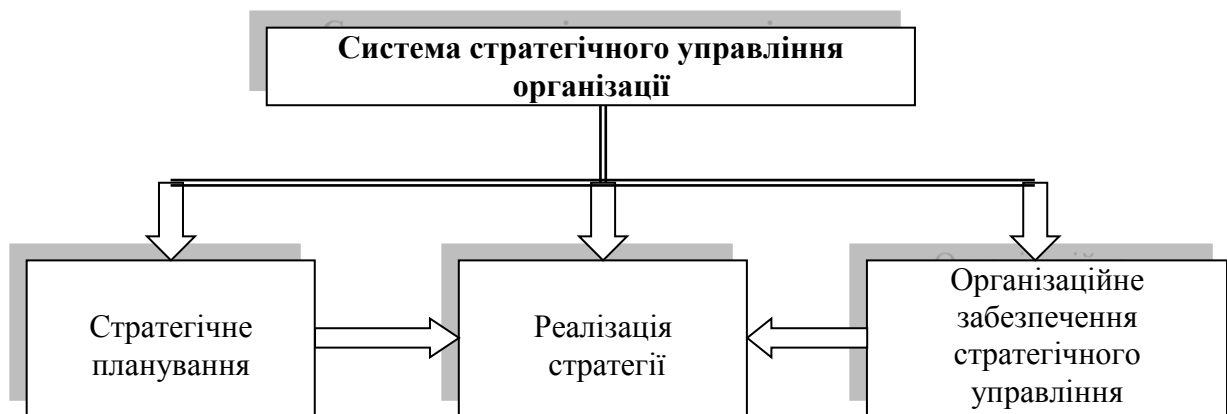 Система стратегічного управління
організації
Стратегічне
планування
Реалізація
стратегії
Організаційне
забезпечення
стратегічного
управління